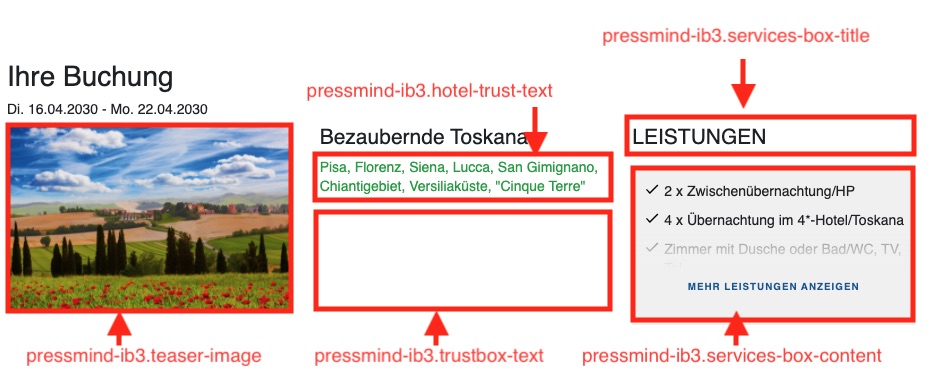 pressmind-ib3.services-box-title
Ihre Buchung
Di. 16.04.2030 - Mo. 22.04.2030
pressmind-ib3.hotel-trust-text
Bezaubernde Toskana
Pisa, Florenz, Siena, Lucca, San Gimignano,
Chiantigebiet, Versiliaküste, "Cinque Terre"
LEISTUNGEN
2 x Zwischenübernachtung/HP
4 x Übernachtung im 4*-Hotel/Toskana
Zimmer mit Dusche oder Bad/WC, TV,
MEHR LEISTUNGEN ANZEIGEN
pressmind-ib3.teaser-image
pressmind-ib3.trustbox-text
pressmind-ib3.services-box-content